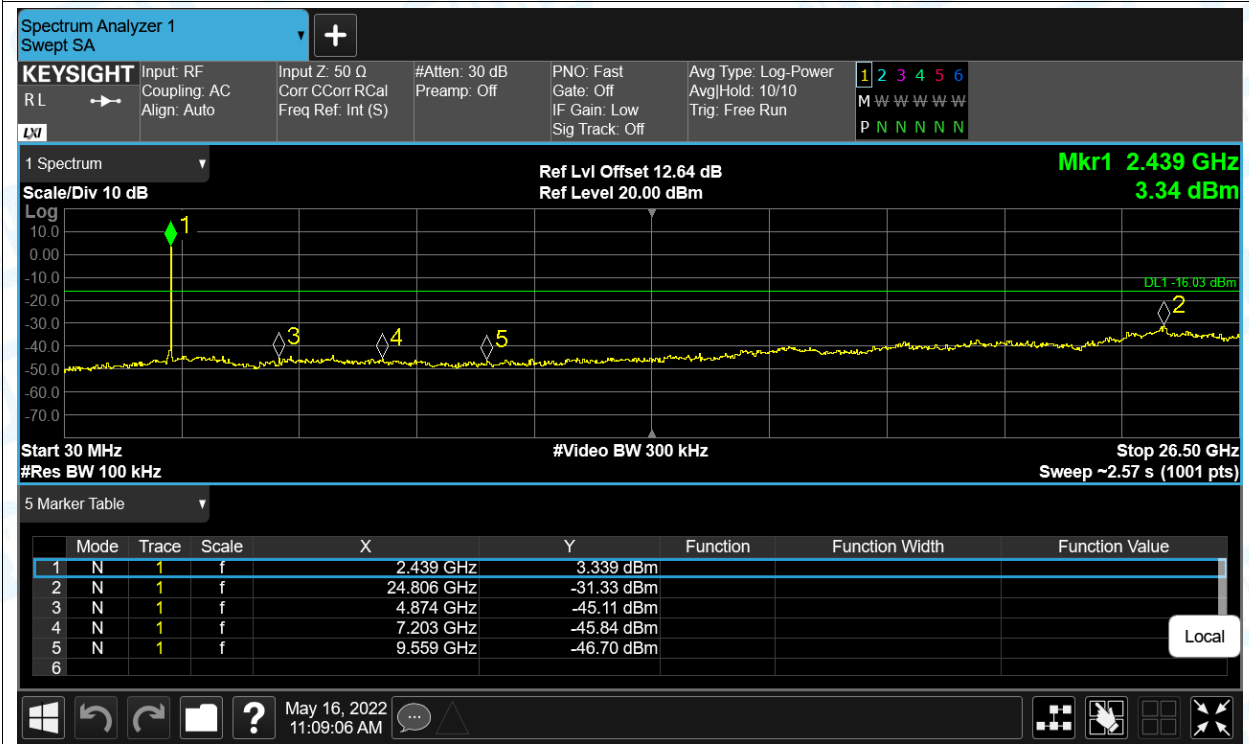 Spectrum Analyzer 1
Swept SA
+
KEYSIGHT Input: RF Input Z: 50 Ω #Atten: 30 dB PNO: Fast Avg Type: Log-Power 1 2 3 4 5 6
R L Coupling: AC Corr CCorr RCal Preamp: Off Gate: Off Avg|Hold: 10/10 M W W W W W
Align: Auto Freq Ref: Int (S) IF Gain: Low Trig: Free Run
LXI Sig Track: Off P N N N N N
1 Spectrum Ref Lvl Offset 12.64 dB Mkr1 2.439 GHz
Scale/Div 10 dB Ref Level 20.00 dBm 3.34 dBm
Log
10.0 1
0.00
-10.0 DL1 -16.03 dBm
-20.0 2
-30.0 3 4 5
-40.0
-50.0
-60.0
-70.0
Start 30 MHz #Video BW 300 kHz Stop 26.50 GHz
#Res BW 100 kHz Sweep ~2.57 s (1001 pts)
5 Marker Table
Mode Trace Scale X Y Function Function Width Function Value
1 N 1 f 2.439 GHz 3.339 dBm
2 N 1 f 24.806 GHz -31.33 dBm
3 N 1 f 4.874 GHz -45.11 dBm
4 N 1 f 7.203 GHz -45.84 dBm
5 N 1 f 9.559 GHz -46.70 dBm
6
Local
? May 16, 2022
11:09:06 AM